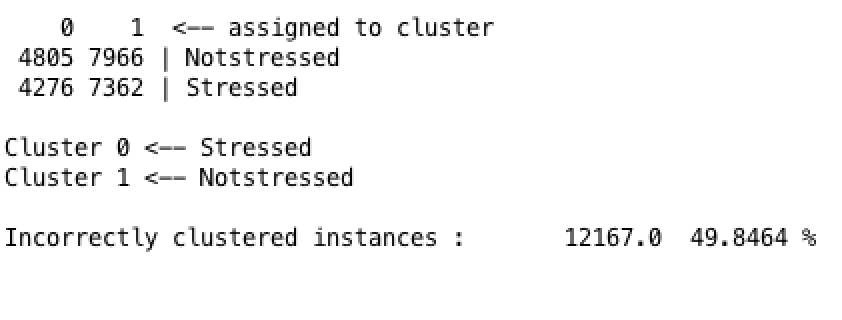 0 1 <-- assigned to cluster
4805 7966 | Notstressed
4276 7362 | Stressed
Cluster 0 <-- Stressed
Cluster 1 <-- Notstressed
Incorrectly clustered instances : 12167.0 49.8464 %